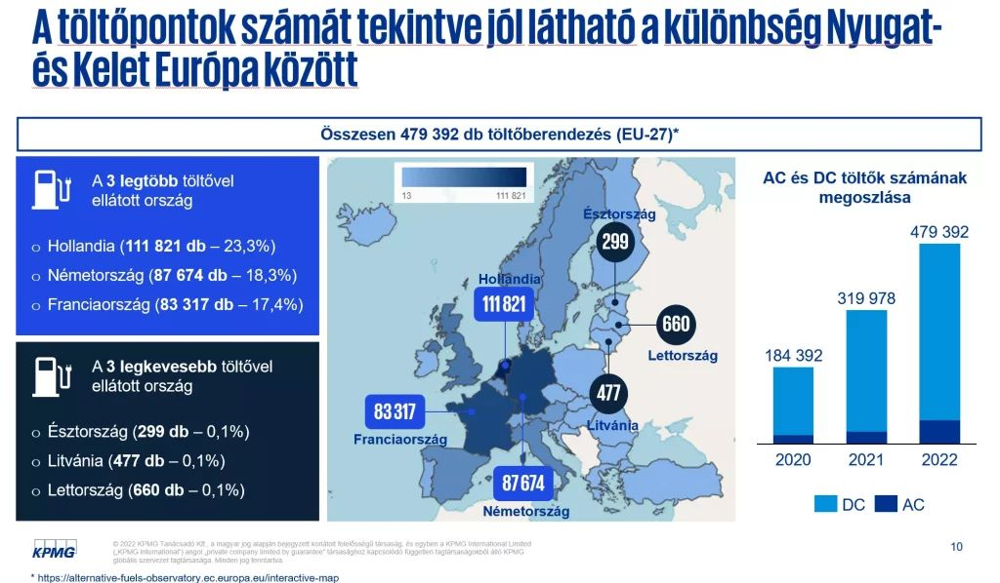 A töltőpontok számát tekintve jól látható a különbség Nyugat-
és Kelet Európa között
Összesen 479 392 db töltőberendezés (EU-27)*
A 3 legtöbb töltővel
ellátott ország
o Hollandia (111 821 db – 23,3%)
o Németország (87 674 db – 18,3%)
o Franciaország (83 317 db – 17,4%)
A 3 legkevesebb töltővel
ellátott ország
o Észtország (299 db – 0,1%)
o Litvánia (477 db – 0,1%)
o Lettország (660 db – 0,1%)
13
111 821
Észtország
299
Hollandia
111 821
660
Lettország
477
Litvánia
83 317
Franciaország
87 674
Németország
AC és DC töltők számának
megoszlása
479 392
319 978
184 392
2020
2021
2022
DC
AC
KPMG
© 2022 KPMG Tanácsadó Kft., a magyar jog alapján bejegyzett korlátolt felelősségű társaság, és egyben a KPMG International Limited
(„KPMG International”) angol „private company limited by guarantee” társasághoz kapcsolódó független tagtársaságokból álló KPMG
globális szervezet tagtársasága. Minden jog fenntartva.
10
* https://alternative-fuels-observatory.ec.europa.eu/interactive-map